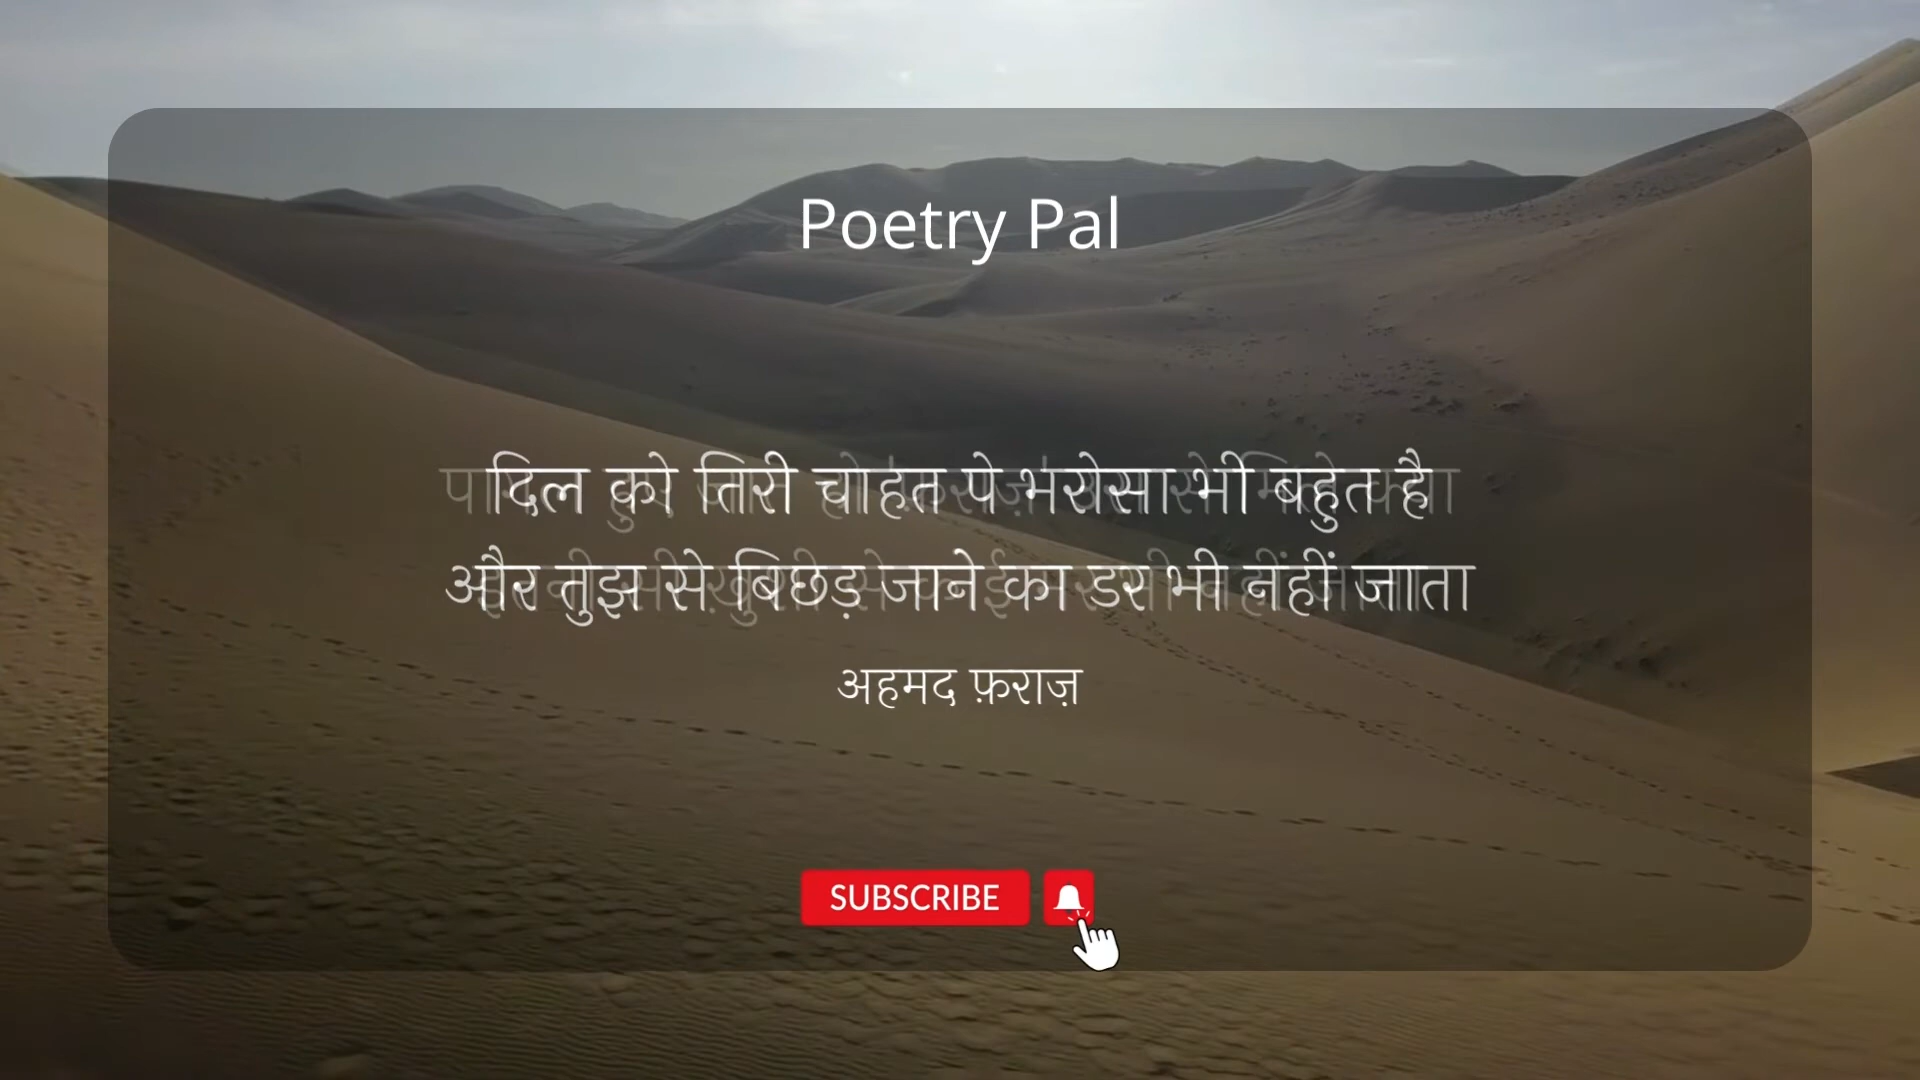 Poetry Pal
दिल को तिरी चाहत पे भरोसा भी बहुत है
और तुझ से बिछड़ जाने का डर भी नहीं जाता
अहमद फ़राज़
SUBSCRIBE